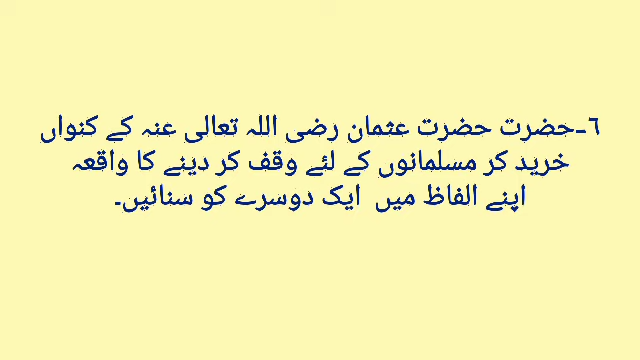 ٦-حضرت حضرت عثمان رضی اللہ تعالی عنہ کے کنواں
خرید کر مسلمانوں کے لئے وقف کر دینے کا واقعہ
اپنے الفاظ میں ایک دوسرے کو سنائیں۔